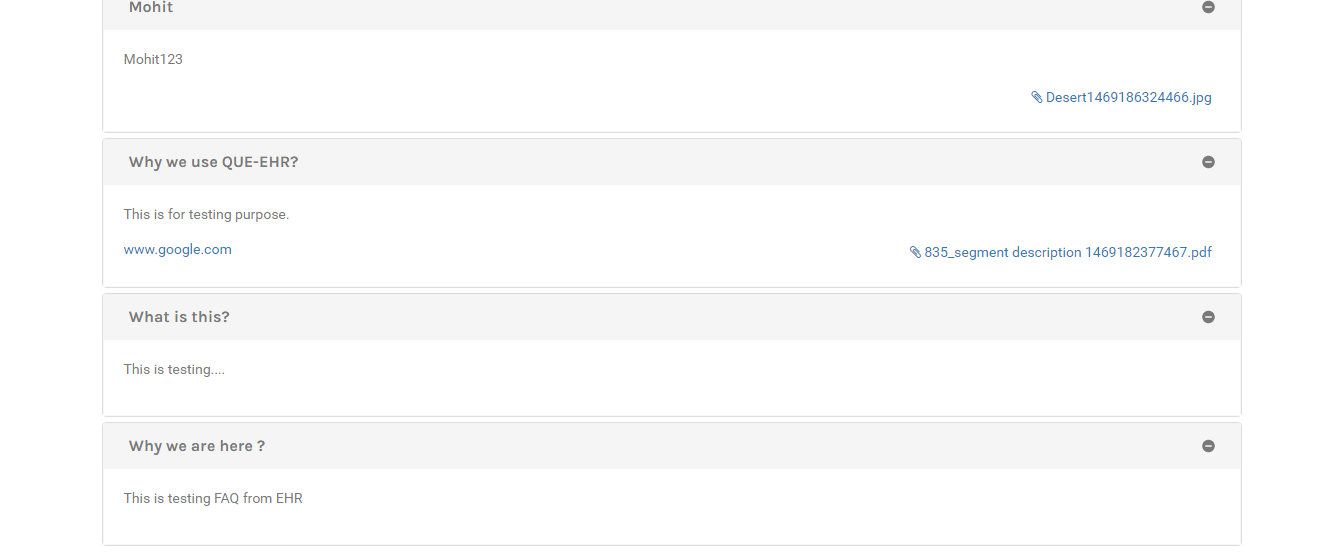 Mohit
Mohit123
Desert1469186324466.jpg
Why we use QUE-EHR?
This is for testing purpose.
www.google.com
835_segment description 1469182377467.pdf
What is this?
This is testing....
Why we are here ?
This is testing FAQ from EHR